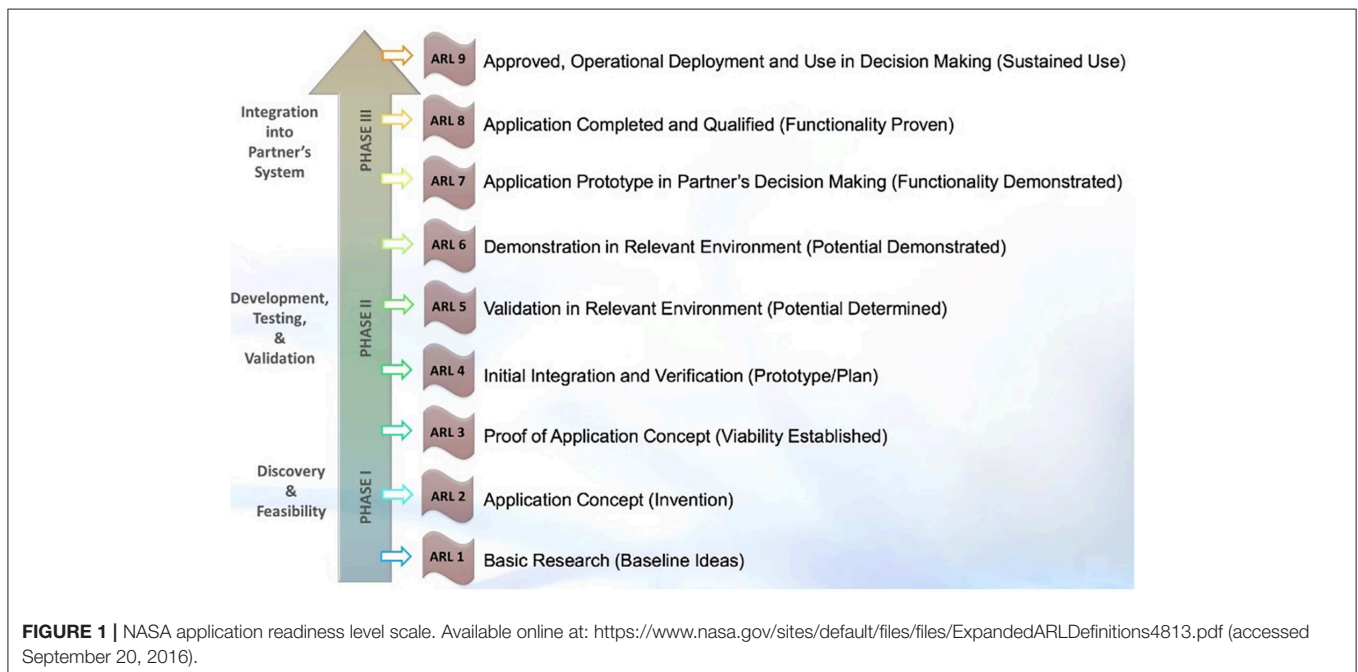 ARL 9 Approved, Operational Deployment and Use in Decision Making (Sustained Use)
Integration
into
Partner's
System
PHASE III
ARL 8 Application Completed and Qualified (Functionality Proven)
ARL 7 Application Prototype in Partner's Decision Making (Functionality Demonstrated)
ARL 6 Demonstration in Relevant Environment (Potential Demonstrated)
Development,
Testing,
&
Validation
PHASE II
ARL 5 Validation in Relevant Environment (Potential Determined)
ARL 4 Initial Integration and Verification (Prototype/Plan)
ARL 3 Proof of Application Concept (Viability Established)
Discovery
&
Feasibility
PHASE I
ARL 2 Application Concept (Invention)
ARL 1 Basic Research (Baseline Ideas)
FIGURE 1 | NASA application readiness level scale. Available online at: https://www.nasa.gov/sites/default/files/files/ExpandedARLDefinitions4813.pdf (accessed
September 20, 2016).